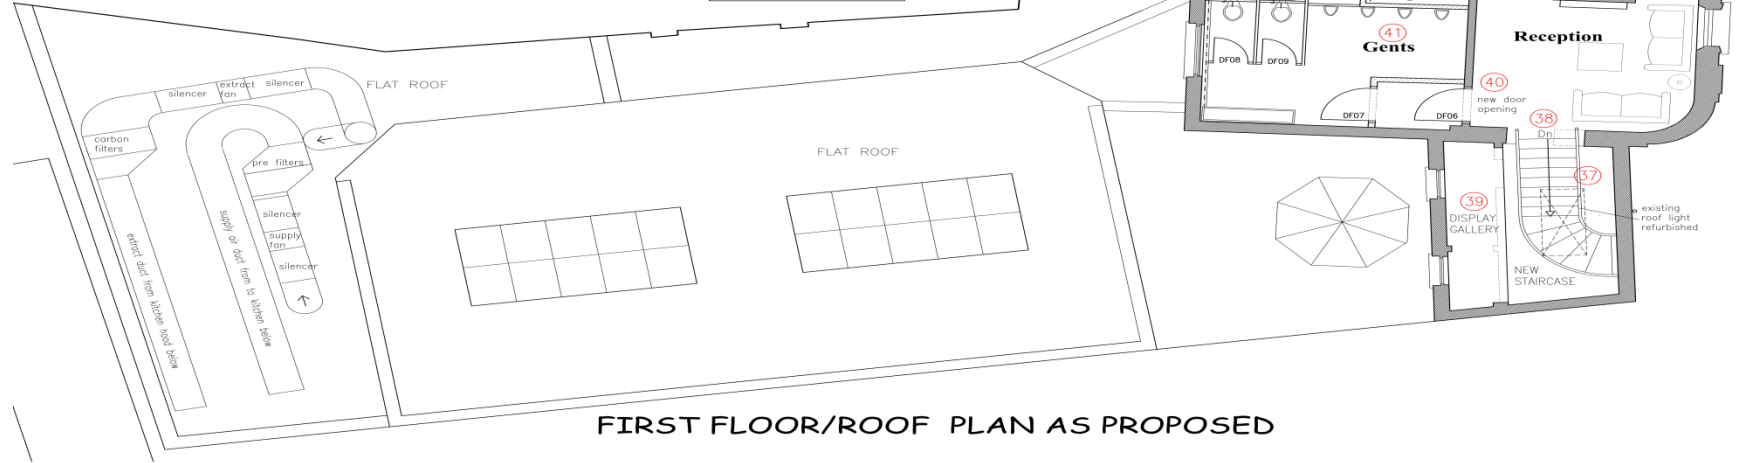 FLAT ROOF
silencer
extract
fan
silencer
carbon
filters
pre filters
silencer
supply
fan
silencer
extract duct from kitchen hood below
supply air duct from to kitchen below
FLAT ROOF
DF08
DF09
41
Gents
Reception
40
new door
opening
DF07
DF06
38
Dn
37
39
DISPLAY
GALLERY
existing
roof light
refurbished
NEW
STAIRCASE
FIRST FLOOR/ROOF PLAN AS PROPOSED